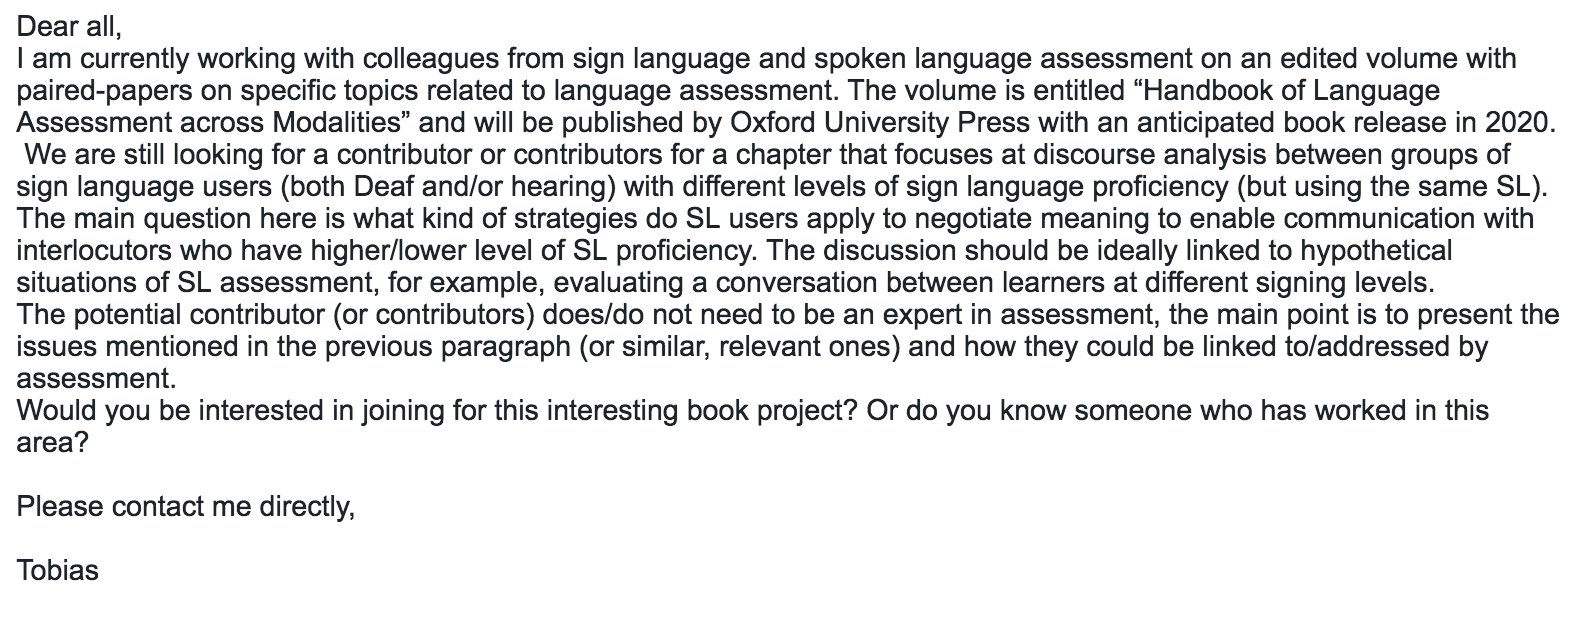 Dear all,
I am currently working with colleagues from sign language and spoken language assessment on an edited volume with
paired-papers on specific topics related to language assessment. The volume is entitled “Handbook of Language
Assessment across Modalities” and will be published by Oxford University Press with an anticipated book release in 2020.
We are still looking for a contributor or contributors for a chapter that focuses at discourse analysis between groups of
sign language users (both Deaf and/or hearing) with different levels of sign language proficiency (but using the same SL).
The main question here is what kind of strategies do SL users apply to negotiate meaning to enable communication with
interlocutors who have higher/lower level of SL proficiency. The discussion should be ideally linked to hypothetical
situations of SL assessment, for example, evaluating a conversation between learners at different signing levels.
The potential contributor (or contributors) does/do not need to be an expert in assessment, the main point is to present the
issues mentioned in the previous paragraph (or similar, relevant ones) and how they could be linked to/addressed by
assessment.
Would you be interested in joining for this interesting book project? Or do you know someone who has worked in this
area?
Please contact me directly,
Tobias